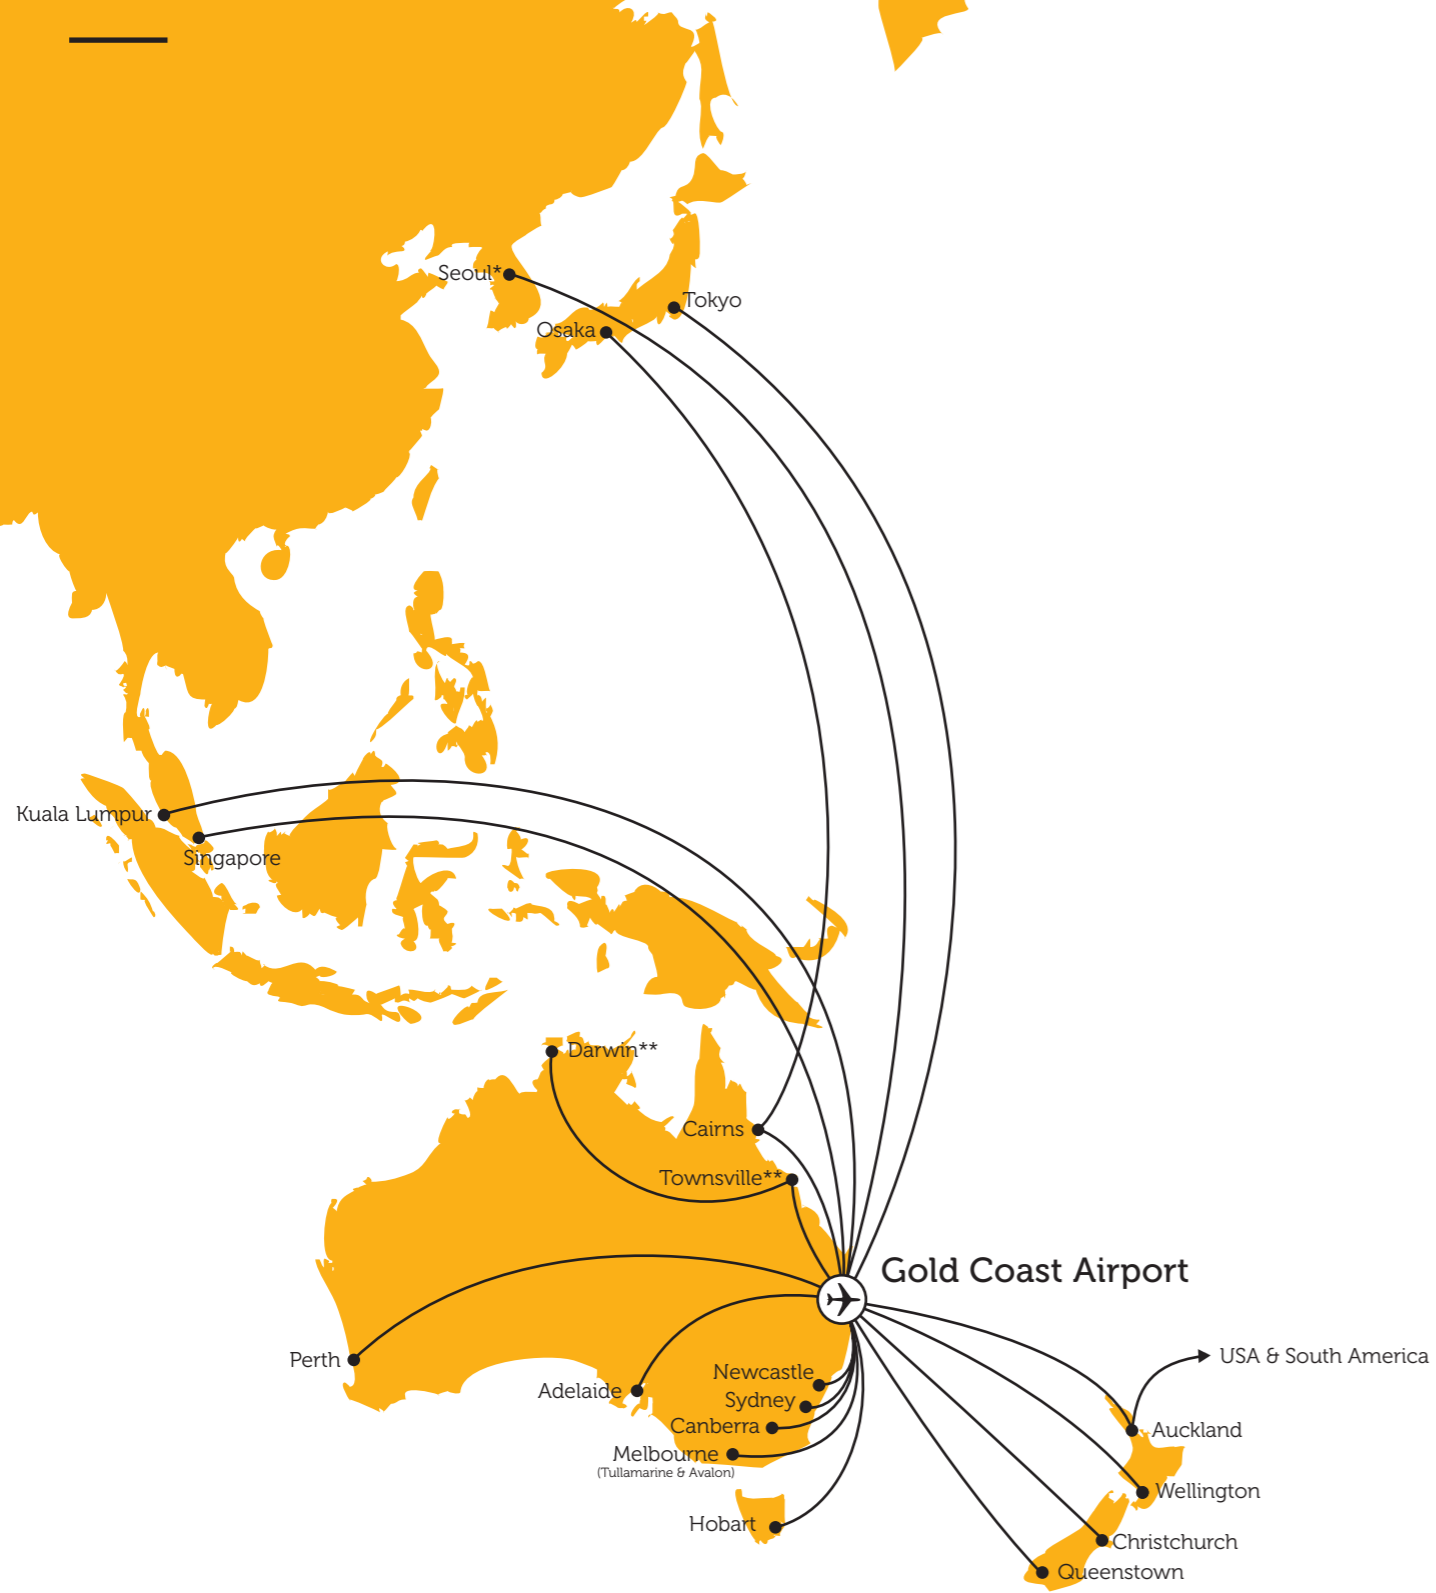 Seoul*
Tokyo
Osaka
Kuala Lumpur
Singapore
Darwin**
Cairns
Townsville**
Gold Coast Airport
USA & South America
Perth
Newcastle
Adelaide
Sydney
Canberra
Auckland
Melbourne
(Tullamarine & Avalon)
Wellington
Hobart
Christchurch
Queenstown